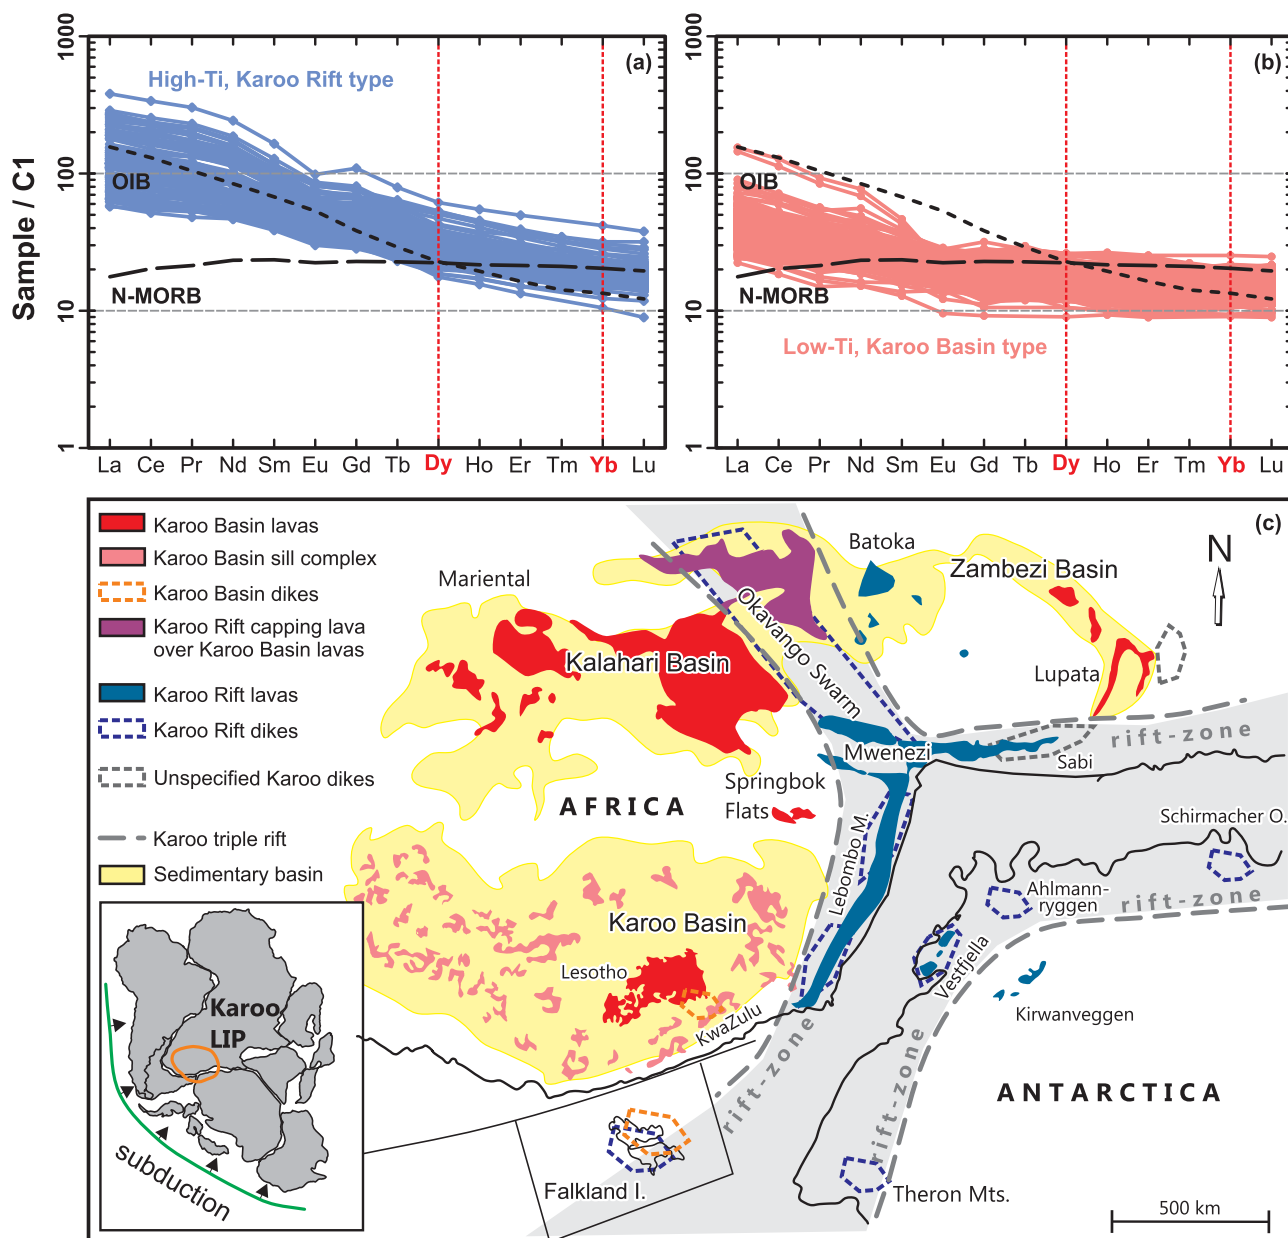 Sample / C1
1000
100
10
1
(a)
High-Ti, Karoo Rift type
OIB
N-MORB
La Ce Pr Nd Sm Eu Gd Tb Dy Ho Er Tm Yb Lu
1000
100
10
1
(b)
OIB
N-MORB
Low-Ti, Karoo Basin type
La Ce Pr Nd Sm Eu Gd Tb Dy Ho Er Tm Yb Lu
(c)
Karoo Basin lavas
Karoo Basin sill complex
Karoo Basin dikes
Karoo Rift capping lava
over Karoo Basin lavas
Karoo Rift lavas
Karoo Rift dikes
Unspecified Karoo dikes
Karoo triple rift
Sedimentary basin
Mariental
Batoka
Zambezi Basin
N
Okavango Swarm
Kalahari Basin
Lupata
rift-zone
Mwenezi
Sabi
Springbok
Flats
AFRICA
Schirmacher O.
Lebombo M.
Ahlmann-
ryggen
rift-zone
Karoo Basin
Lesotho
KwaZulu
Vestfjella
Kirwanveggen
rift-zone
rift-zone
ANTARCTICA
Falkland I.
Theron Mts.
500 km
Karoo
LIP
subduction